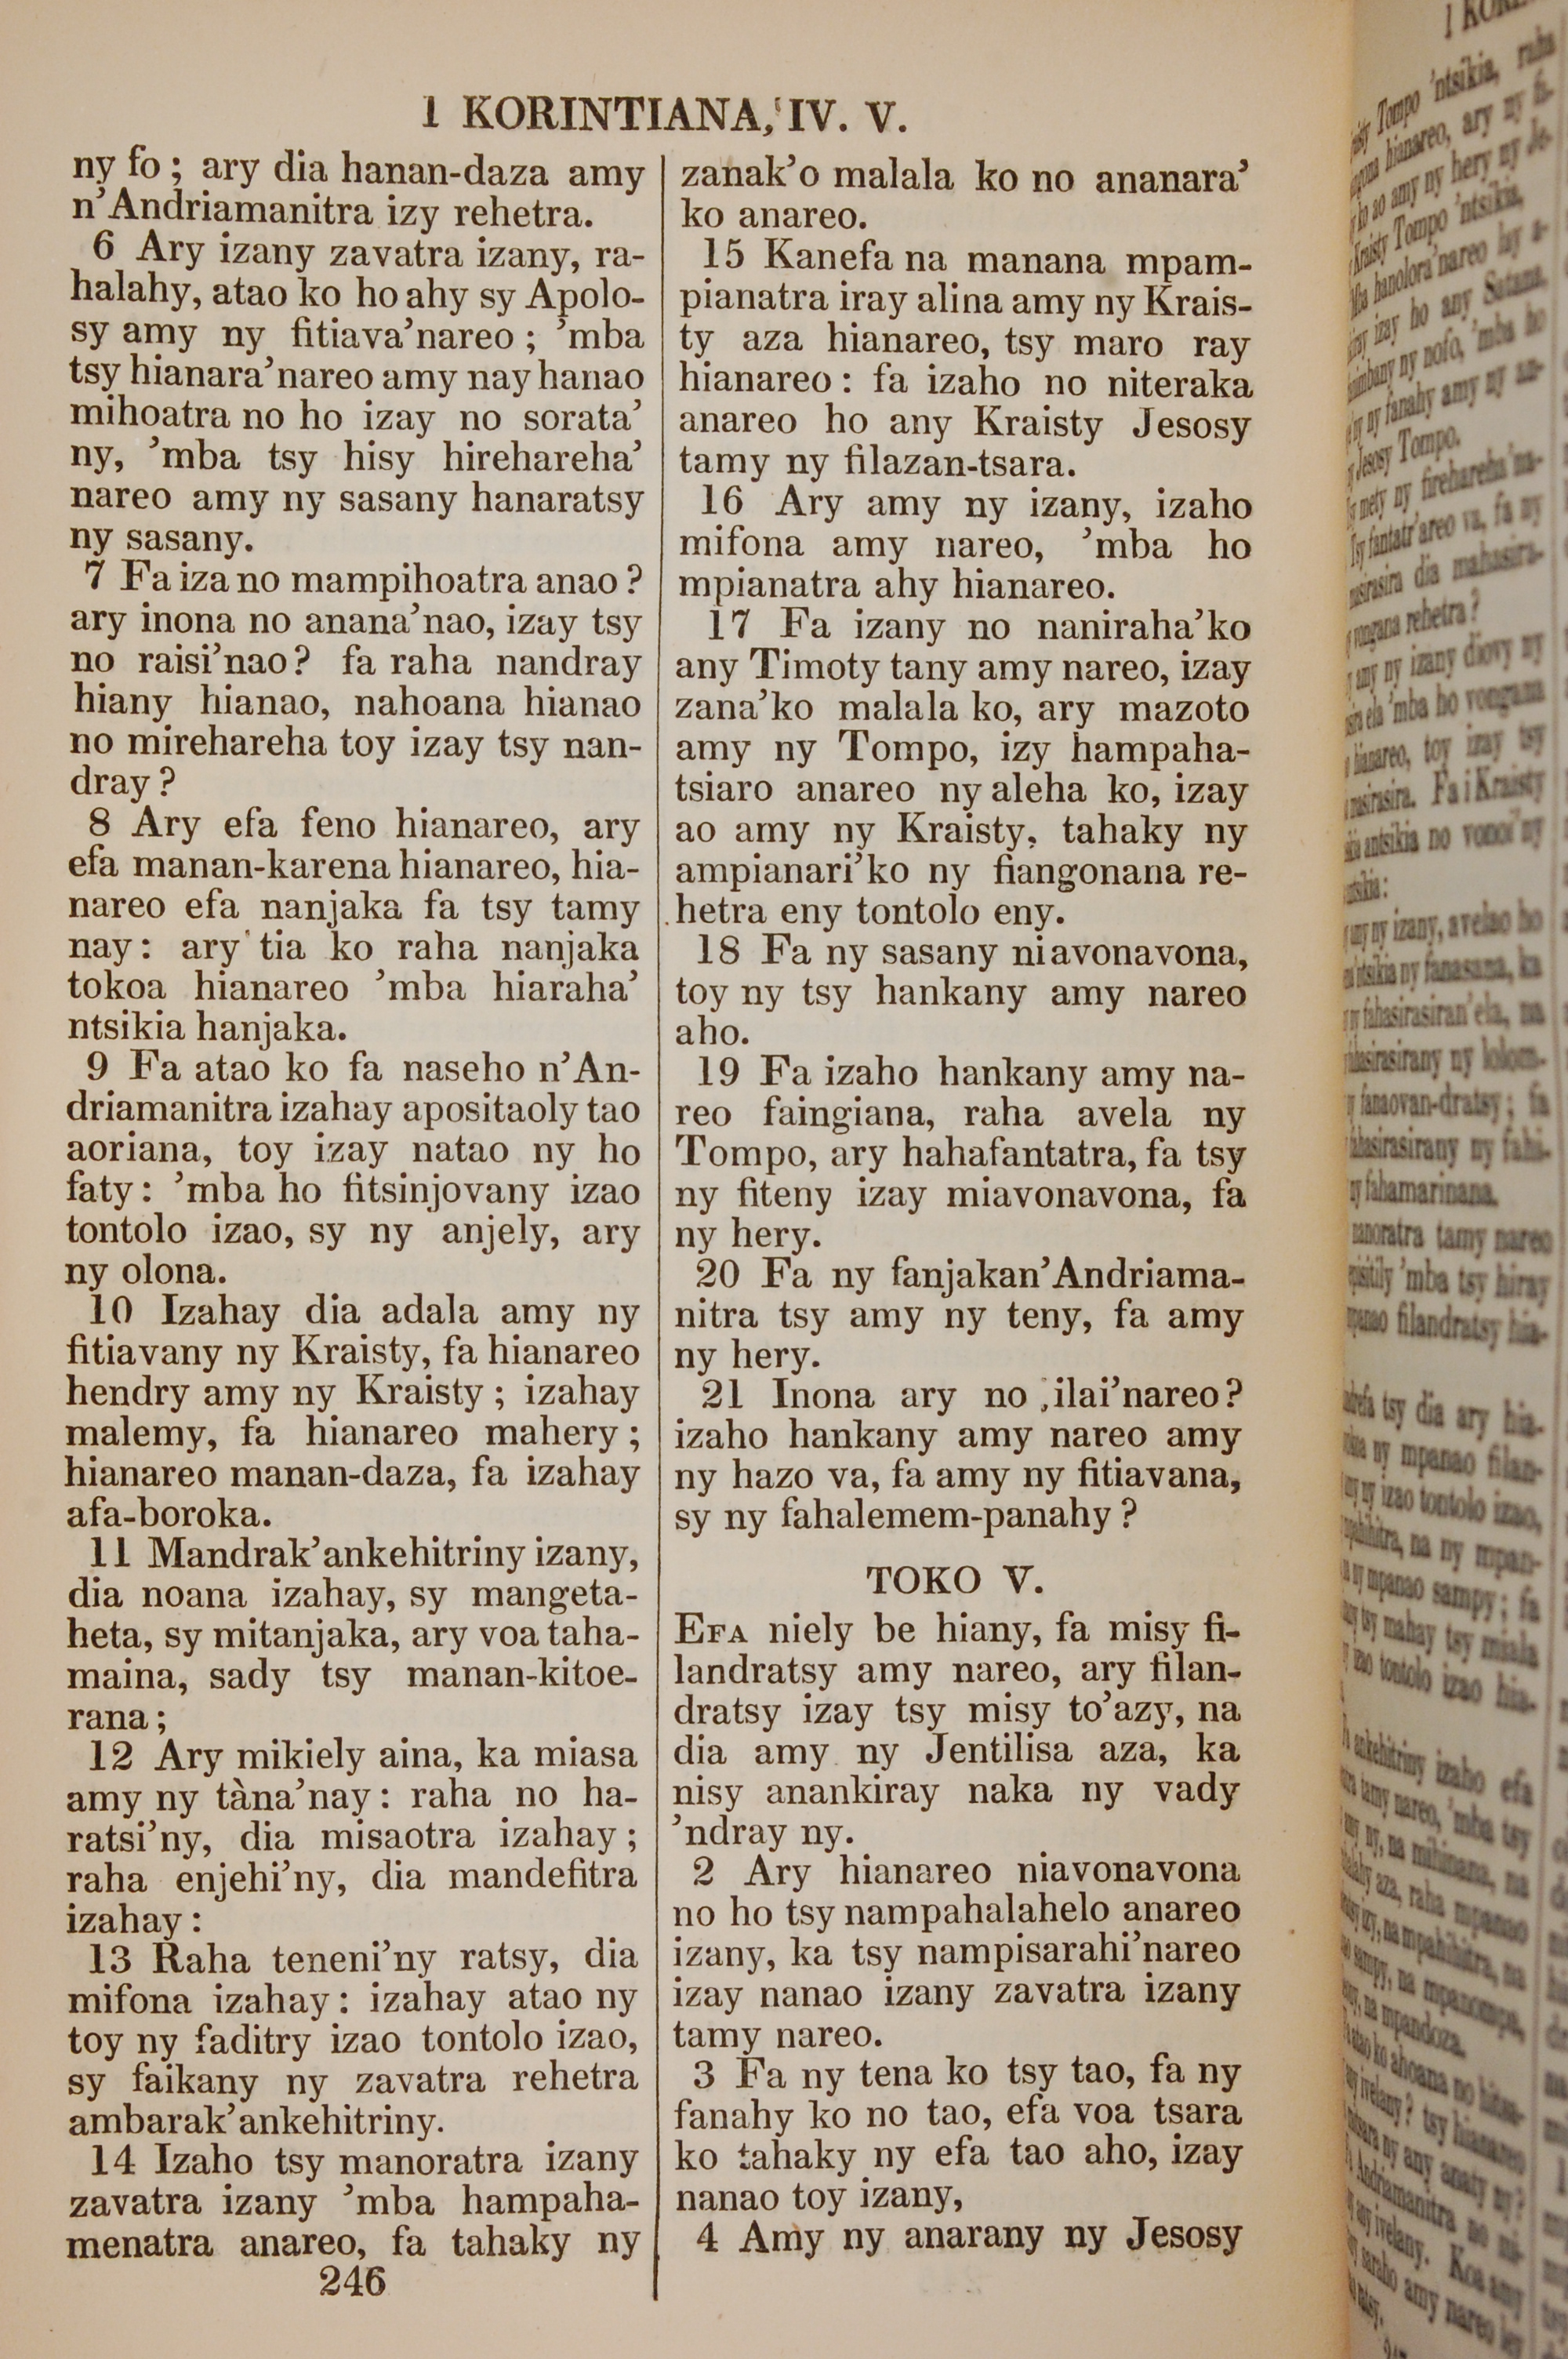 1 KORINTIANA, IV. V.
ny fo ; ary dia hanan-daza amy
n’Andriamanitra izy rehetra.
6 Ary izany zavatra izany, ra-
halahy, atao ko ho ahy sy Apolo-
sy amy ny fitiava’nareo ; ’mba
tsy hianara’nareo amy nay hanao
mihoatra no ho izay no sorata’
ny, ’mba tsy hisy hirehareha’
nareo amy ny sasany hanaratsy
ny sasany.
7 Fa iza no mampihoatra anao ?
ary inona no anana’nao, izay tsy
no raisi’nao? fa raha nandray
hiany hianao, nahoana hianao
no mirehareha toy izay tsy nan-
dray ?
8 Ary efa feno hianareo, ary
efa manan-karena hianareo, hia-
nareo efa nanjaka fa tsy tamy
nay: ary tia ko raha nanjaka
tokoa hianareo ’mba hiaraha’
ntsikia hanjaka.
9 Fa atao ko fa naseho n’An-
driamanitra izahay apositaoly tao
aoriana, toy izay natao ny ho
faty: ’mba ho fitsinjovany izao
tontolo izao, sy ny anjely, ary
ny olona.
10 Izahay dia adala amy ny
fitiavany ny Kraisty, fa hianareo
hendry amy ny Kraisty ; izahay
malemy, fa hianareo mahery ;
hianareo manan-daza, fa izahay
afa-boroka.
11 Mandrak’ankehitriny izany,
dia noana izahay, sy mangeta-
heta, sy mitanjaka, ary voa taha-
maina, sady tsy manan-kitoe-
rana ;
12 Ary mikiely aina, ka miasa
amy ny tàna’nay: raha no ha-
ratsi’ny, dia misaotra izahay ;
raha enjehi’ny, dia mandefitra
izahay :
13 Raha teneni’ny ratsy, dia
mifona izahay: izahay atao ny
toy ny faditry izao tontolo izao,
sy faikany ny zavatra rehetra
ambarak’ankehitriny.
14 Izaho tsy manoratra izany
zavatra izany ’mba hampaha-
menatra anareo, fa tahaky ny
246
zanak’o malala ko no ananara’
ko anareo.
15 Kanefa na manana mpam-
pianatra iray alina amy ny Krais-
ty aza hianareo, tsy maro ray
hianareo: fa izaho no niteraka
anareo ho any Kraisty Jesosy
tamy ny filazan-tsara.
16 Ary amy ny izany, izaho
mifona amy nareo, ’mba ho
mpianatra ahy hianareo.
17 Fa izany no naniraha’ko
any Timoty tany amy nareo, izay
zana’ko malala ko, ary mazoto
amy ny Tompo, izy hampaha-
tsiaro anareo ny aleha ko, izay
ao amy ny Kraisty, tahaky ny
ampianari’ko ny fiangonana re-
hetra eny tontolo eny.
18 Fa ny sasany niavonavona,
toy ny tsy hankany amy nareo
aho.
19 Fa izaho hankany amy na-
reo faingiana, raha avela ny
Tompo, ary hahafantatra, fa tsy
ny fiteny izay miavonavona, fa
ny hery.
20 Fa ny fanjakan’Andriama-
nitra tsy amy ny teny, fa amy
ny hery.
21 Inona ary no ilai’nareo?
izaho hankany amy nareo amy
ny hazo va, fa amy ny fitiavana,
sy ny fahalemem-panahy ?
TOKO V.
EFA niely be hiany, fa misy fi-
landratsy amy nareo, ary filan-
dratsy izay tsy misy to’azy, na
dia amy ny Jentilisa aza, ka
nisy anankiray naka ny vady
’ndray ny.
2 Ary hianareo niavonavona
no ho tsy nampahalahelo anareo
izany, ka tsy nampisarahi’nareo
izay nanao izany zavatra izany
tamy nareo.
3 Fa ny tena ko tsy tao, fa ny
fanahy ko no tao, efa voa tsara
ko tahaky ny efa tao aho, izay
nanao toy izany,
4 Amy ny anarany ny Jesosy